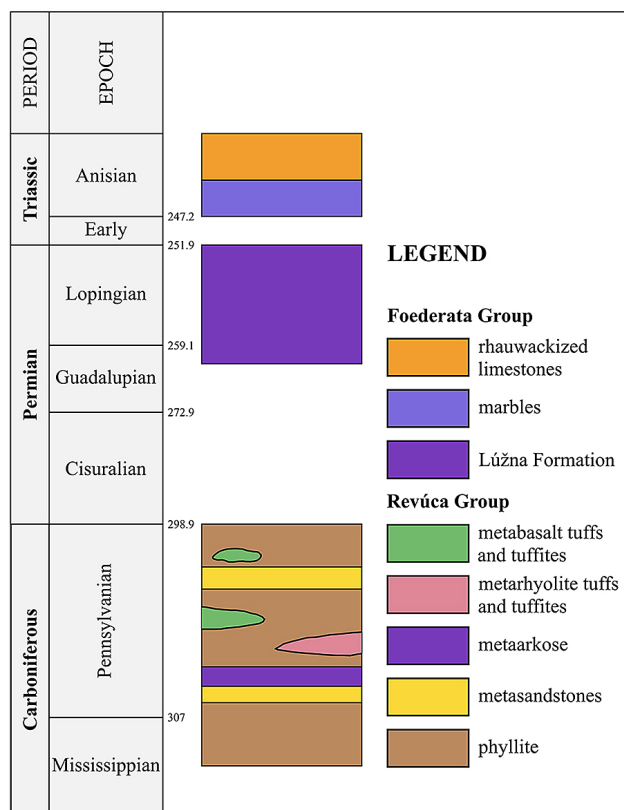 PERIOD
EPOCH
Triassic
Anisian
247.2
Early
251.9
Permian
Lopingian
259.1
Guadalupian
272.9
Cisuralian
298.9
Carboniferous
Pennsylvanian
307
Mississippian
LEGEND
Foederata Group
rhauwackized
limestones
marbles
Lúžna Formation
Revúca Group
metabasalt tuffs
and tuffites
metarhyolite tuffs
and tuffites
metaarkose
metasandstones
phyllite